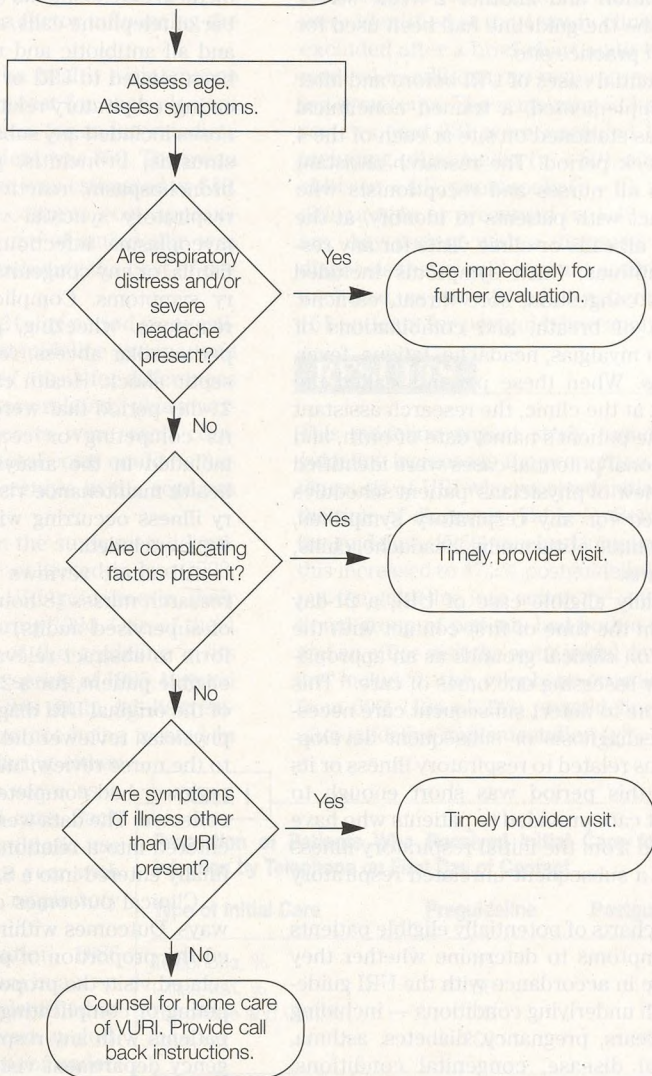 Assess age.
Assess symptoms.
Are respiratory
distress and/or
severe
headache
present?
Yes
See immediately for
further evaluation.
No
Are complicating
factors present?
Yes
Timely provider visit.
No
Are symptoms
of illness other
than VURI
present?
Yes
Timely provider visit.
No
Counsel for home care
of VURI. Provide call
back instructions.